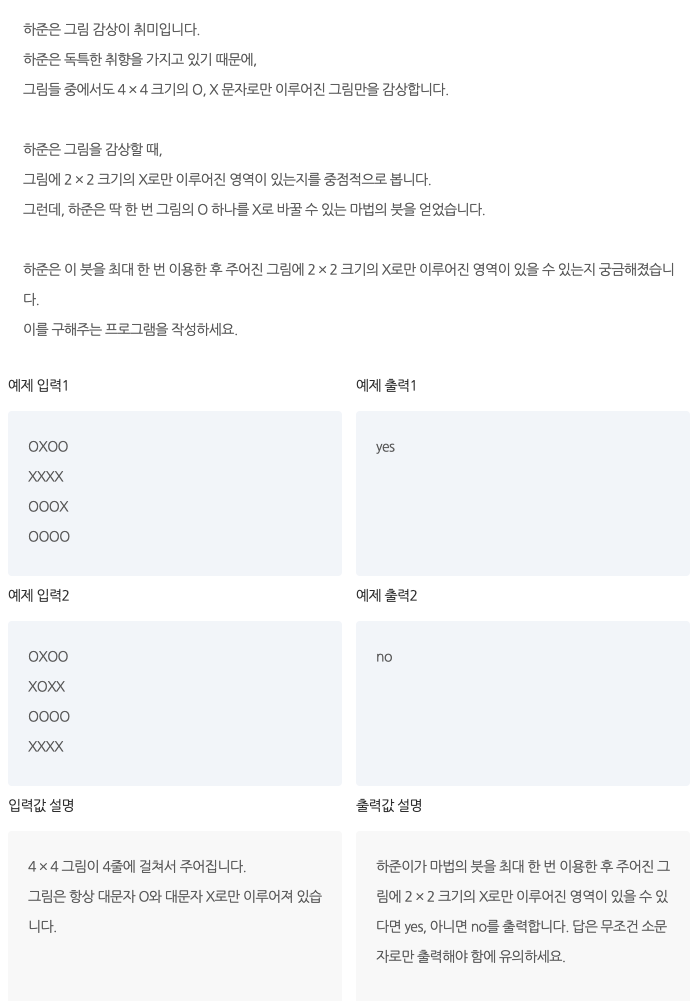 하준은 그림 감상이 취미입니다.
하준은 독특한 취향을 가지고 있기 때문에,
그림들 중에서도 4 × 4 크기의 O, X 문자로만 이루어진 그림만을 감상합니다.
하준은 그림을 감상할 때,
그림에 2 × 2 크기의 X로만 이루어진 영역이 있는지를 중점적으로 봅니다.
그런데, 하준은 딱 한 번 그림의 O 하나를 X로 바꿀 수 있는 마법의 붓을 얻었습니다.
하준은 이 붓을 최대 한 번 이용한 후 주어진 그림에 2 × 2 크기의 X로만 이루어진 영역이 있을 수 있는지 궁금해졌습니
다.
이를 구해주는 프로그램을 작성하세요.
예제 입력1
OXOO
XXXX
OOOX
OOOO
예제 출력1
yes
예제 입력2
OXOO
XOXX
OOOO
XXXX
예제 출력2
no
입력값 설명
4 × 4 그림이 4줄에 걸쳐서 주어집니다.
그림은 항상 대문자 O와 대문자 X로만 이루어져 있습
니다.
출력값 설명
하준이가 마법의 붓을 최대 한 번 이용한 후 주어진 그
림에 2 × 2 크기의 X로만 이루어진 영역이 있을 수 있
다면 yes, 아니면 no를 출력합니다. 답은 무조건 소문
자로만 출력해야 함에 유의하세요.